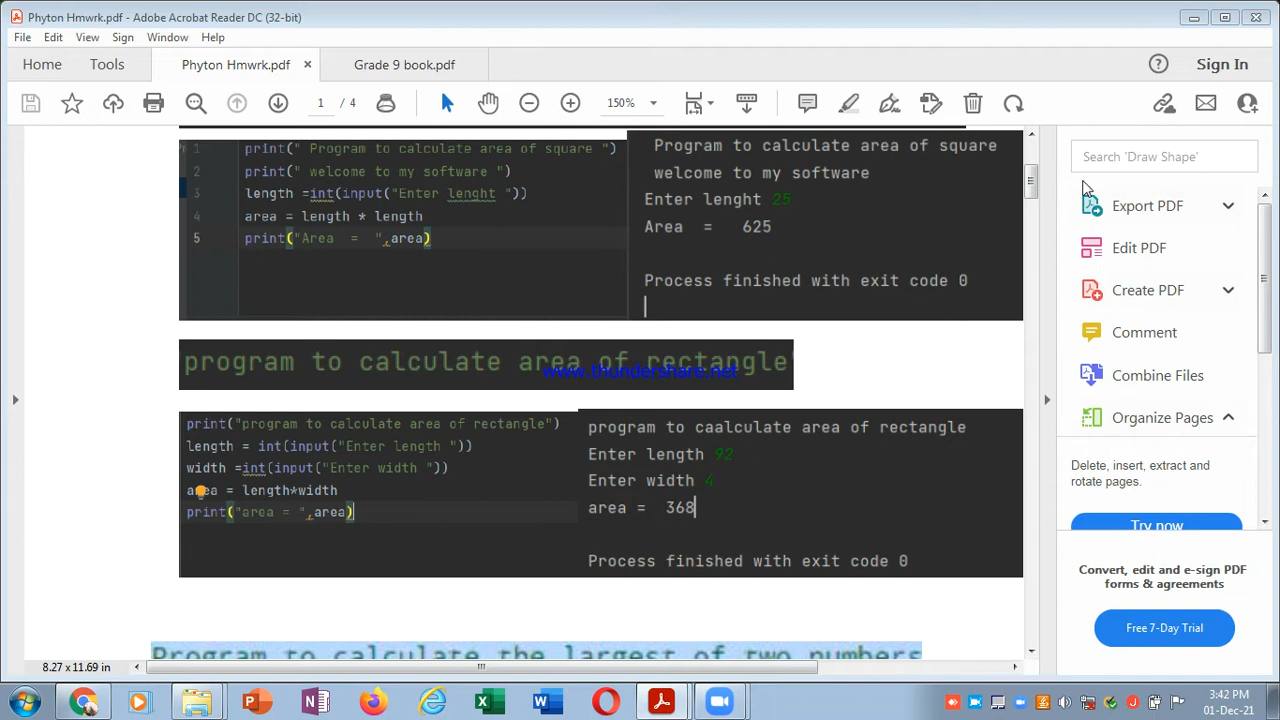 Phyton Hmwrk.pdf - Adobe Acrobat Reader DC (32-bit)
File Edit View Sign Window Help
Home Tools Phyton Hmwrk.pdf × Grade 9 book.pdf Sign In
1 / 4 150%
1 print(" Program to calculate area of square ")
2 print(" welcome to my software ")
3 length =int(input("Enter lenght "))
4 area = length * length
5 print("Area = ",area)
Program to calculate area of square
welcome to my software
Enter lenght 25
Area = 625
Process finished with exit code 0
program to calculate area of rectangle"
www.thundershare.net
print("program to calculate area of rectangle")
length = int(input("Enter length "))
width =int(input("Enter width "))
area = length*width
print("area = ",area)
program to caalculate area of rectangle
Enter length 92
Enter width 4
area = 368
Process finished with exit code 0
Program to calculate the largest of two numbers
8.27 x 11.69 in
Search 'Draw Shape'
Export PDF
Edit PDF
Create PDF
Comment
Combine Files
Organize Pages
Delete, insert, extract and
rotate pages.
Try now
Convert, edit and e-sign PDF
forms & agreements
Free 7-Day Trial
3:42 PM
01-Dec-21